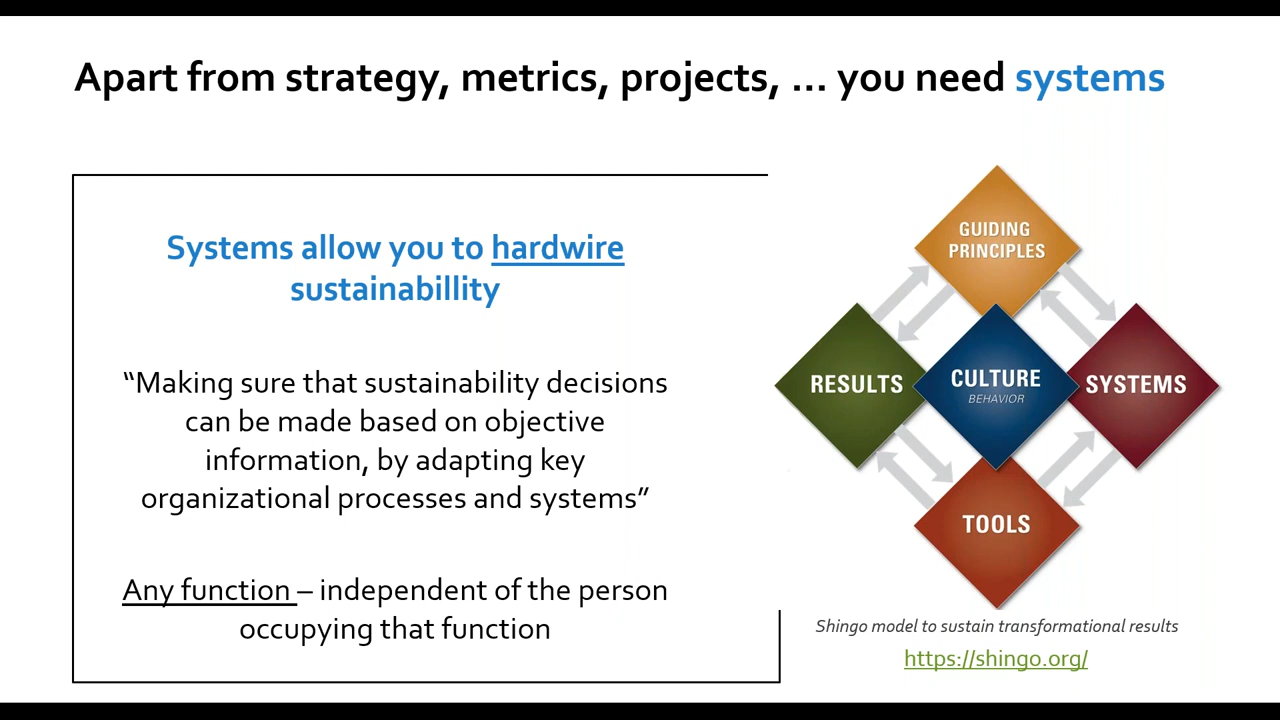 Apart from strategy, metrics, projects, ... you need systems
Systems allow you to hardwire
sustainabillity
“Making sure that sustainability decisions
can be made based on objective
information, by adapting key
organizational processes and systems”
Any function – independent of the person
occupying that function
GUIDING
PRINCIPLES
RESULTS
CULTURE
BEHAVIOR
SYSTEMS
TOOLS
Shingo model to sustain transformational results
https://shingo.org/